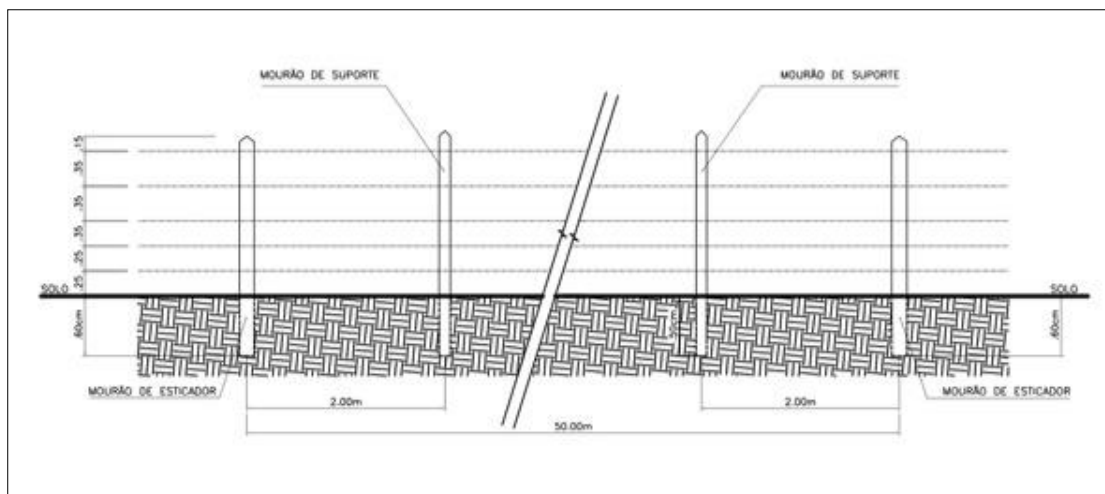 MOURÃO DE SUPORTE
MOURÃO DE SUPORTE
.15
.35
.35
.35
.25
.25
SOLO
SOLO
.60cm
.60cm
MOURÃO DE ESTICADOR
MOURÃO DE ESTICADOR
2.00m
2.00m
50.00m